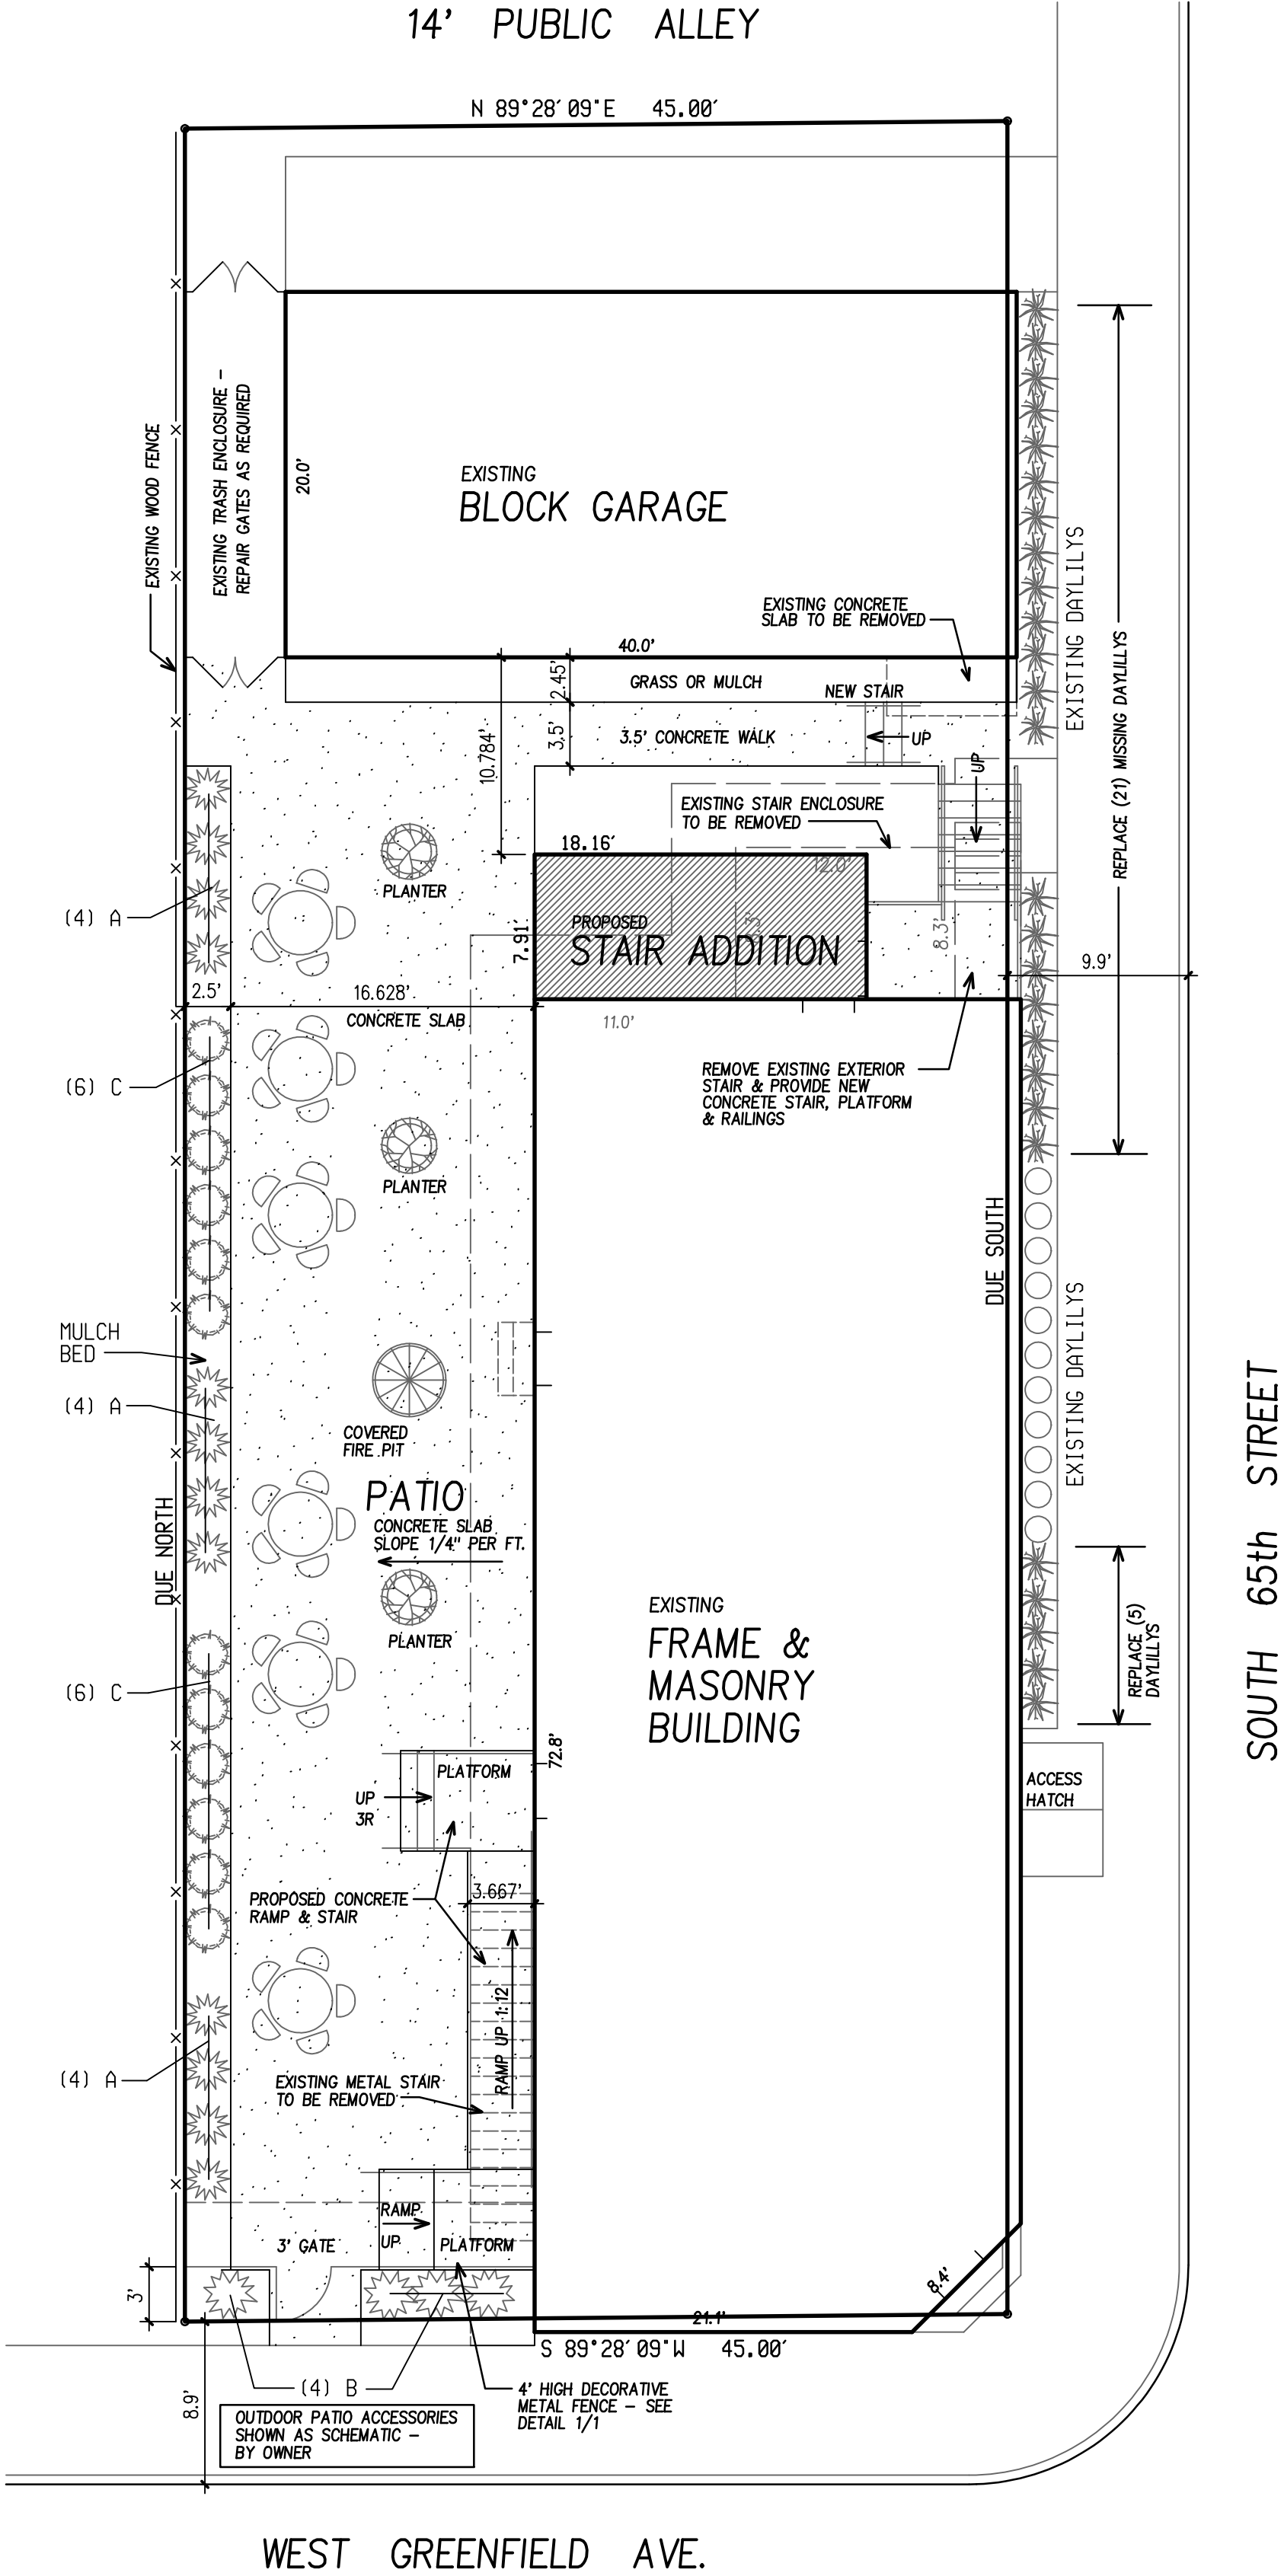 14' PUBLIC ALLEY
N 89°28'09"E 45.00'
EXISTING WOOD FENCE
EXISTING TRASH ENCLOSURE -
REPAIR GATES AS REQUIRED
20.0'
EXISTING
BLOCK GARAGE
EXISTING CONCRETE
SLAB TO BE REMOVED
40.0'
2.45'
GRASS OR MULCH
NEW STAIR
10.784'
3.5'
3.5' CONCRETE WALK
UP
UP
EXISTING DAYLILYS
REPLACE (21) MISSING DAYLILLYS
EXISTING STAIR ENCLOSURE
TO BE REMOVED
18.16'
12.0'
PLANTER
(4) A
7.91'
PROPOSED
STAIR ADDITION
8.3'
9.9'
2.5'
16.628'
CONCRETE SLAB
11.0'
REMOVE EXISTING EXTERIOR
STAIR & PROVIDE NEW
CONCRETE STAIR, PLATFORM
& RAILINGS
(6) C
PLANTER
DUE SOUTH
EXISTING DAYLILYS
MULCH
BED
(4) A
COVERED
FIRE PIT
PATIO
CONCRETE SLAB
SLOPE 1/4" PER FT.
DUE NORTH
PLANTER
EXISTING
FRAME &
MASONRY
BUILDING
REPLACE (5)
DAYLILLYS
SOUTH 65th STREET
(6) C
72.8'
PLATFORM
UP
3R
ACCESS
HATCH
PROPOSED CONCRETE
RAMP & STAIR
3.667'
RAMP UP 1:12
(4) A
EXISTING METAL STAIR
TO BE REMOVED
RAMP
UP
3' GATE
PLATFORM
3'
8.4'
21.1'
S 89°28'09"W 45.00'
(4) B
4' HIGH DECORATIVE
METAL FENCE - SEE
DETAIL 1/1
8.9'
OUTDOOR PATIO ACCESSORIES
SHOWN AS SCHEMATIC -
BY OWNER
WEST GREENFIELD AVE.